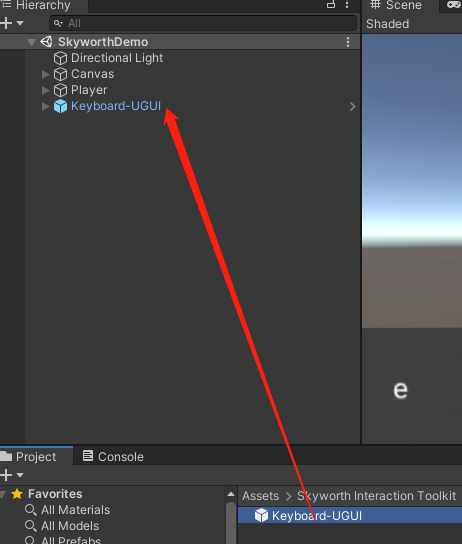 Hierarchy
Scene
All
Shaded
SkyworthDemo
Directional Light
Canvas
Player
Keyboard-UGUI
e
Project
Console
Favorites
Assets > Skyworth Interaction Toolkit
All Materials
Keyboard-UGUI
All Models
All Prefabs